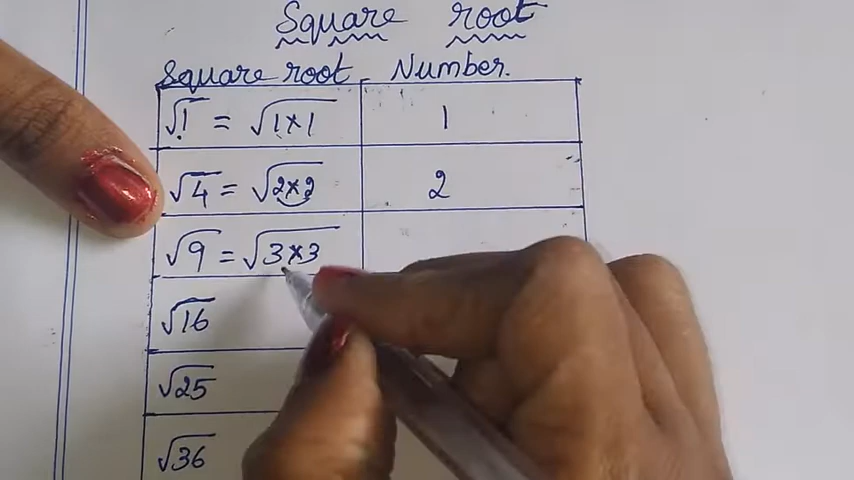 Square root
Square root Number.
√1 = √1×1 1
√4 = √2×2 2
√9 = √3×3
√16
√25
√36